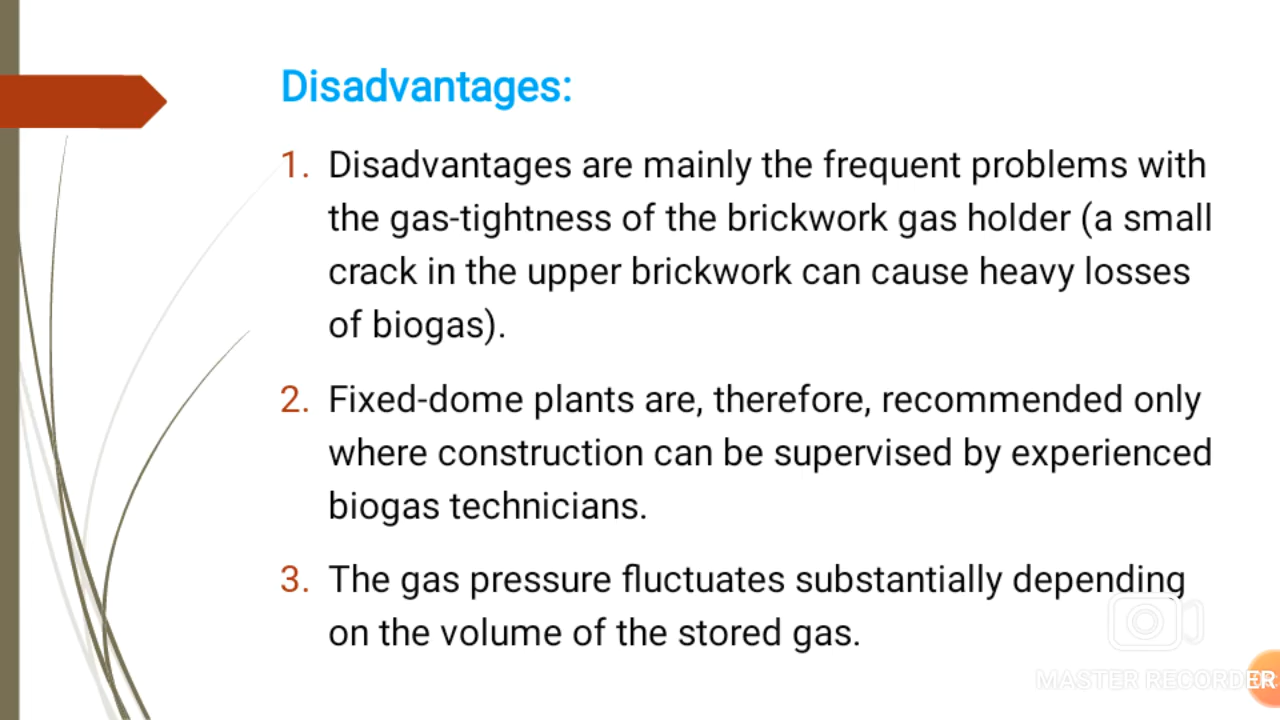 Disadvantages:
1. Disadvantages are mainly the frequent problems with
the gas-tightness of the brickwork gas holder (a small
crack in the upper brickwork can cause heavy losses
of biogas).
2. Fixed-dome plants are, therefore, recommended only
where construction can be supervised by experienced
biogas technicians.
3. The gas pressure fluctuates substantially depending
on the volume of the stored gas.
MASTER RECORDER